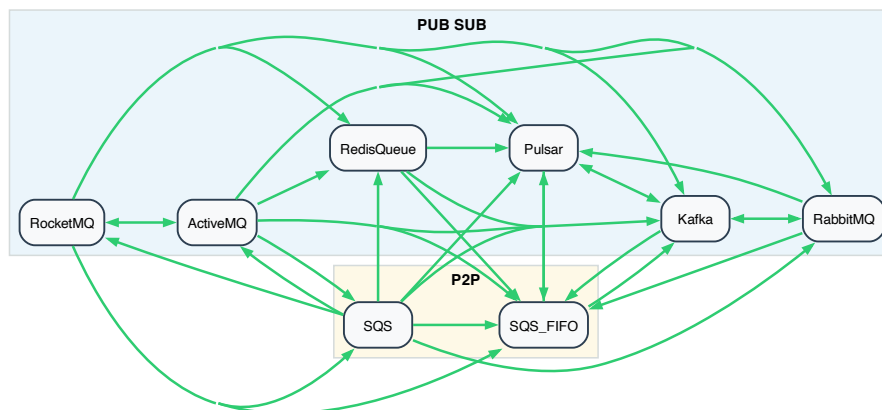 PUB SUB
RedisQueue
Pulsar
RocketMQ
ActiveMQ
Kafka
RabbitMQ
P2P
SQS
SQS_FIFO